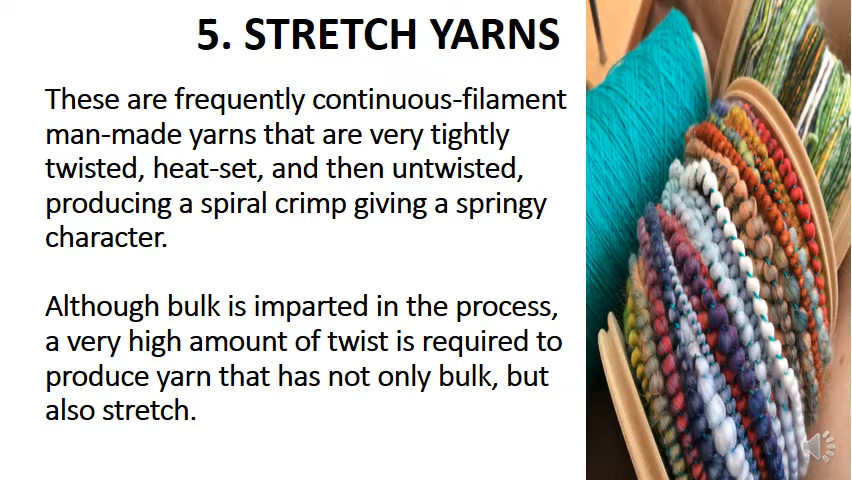 5. STRETCH YARNS
These are frequently continuous-filament
man-made yarns that are very tightly
twisted, heat-set, and then untwisted,
producing a spiral crimp giving a springy
character.
Although bulk is imparted in the process,
a very high amount of twist is required to
produce yarn that has not only bulk, but
also stretch.